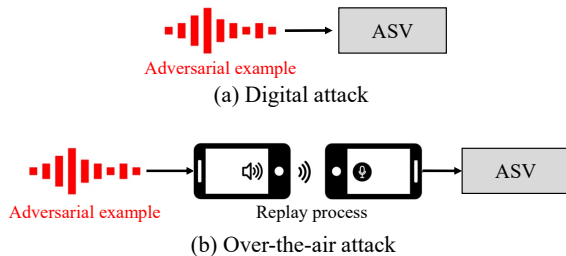 ASV
Adversarial example
(a) Digital attack
ASV
Adversarial example
Replay process
(b) Over-the-air attack